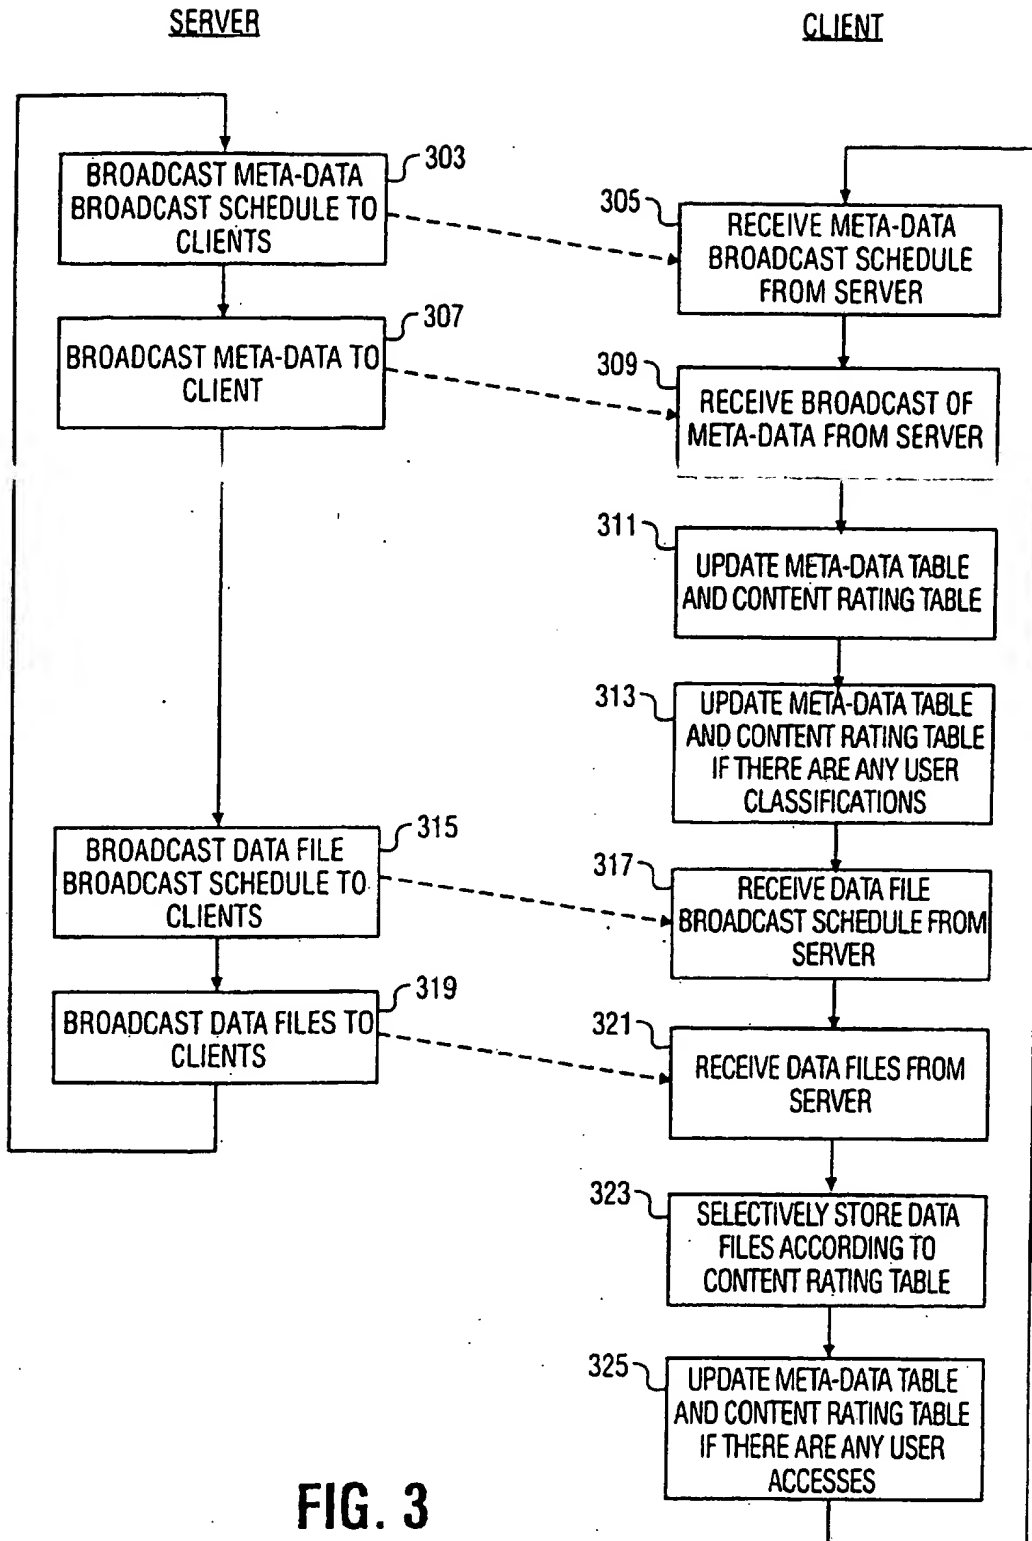 SERVER
CLIENT
303
BROADCAST META-DATA
BROADCAST SCHEDULE TO
CLIENTS
305
RECEIVE META-DATA
BROADCAST SCHEDULE
FROM SERVER
307
BROADCAST META-DATA TO
CLIENT
309
RECEIVE BROADCAST OF
META-DATA FROM SERVER
311
UPDATE META-DATA TABLE
AND CONTENT RATING TABLE
313
UPDATE META-DATA TABLE
AND CONTENT RATING TABLE
IF THERE ARE ANY USER
CLASSIFICATIONS
315
BROADCAST DATA FILE
BROADCAST SCHEDULE TO
CLIENTS
317
RECEIVE DATA FILE
BROADCAST SCHEDULE FROM
SERVER
319
BROADCAST DATA FILES TO
CLIENTS
321
RECEIVE DATA FILES FROM
SERVER
323
SELECTIVELY STORE DATA
FILES ACCORDING TO
CONTENT RATING TABLE
325
UPDATE META-DATA TABLE
AND CONTENT RATING TABLE
IF THERE ARE ANY USER
ACCESSES
FIG. 3